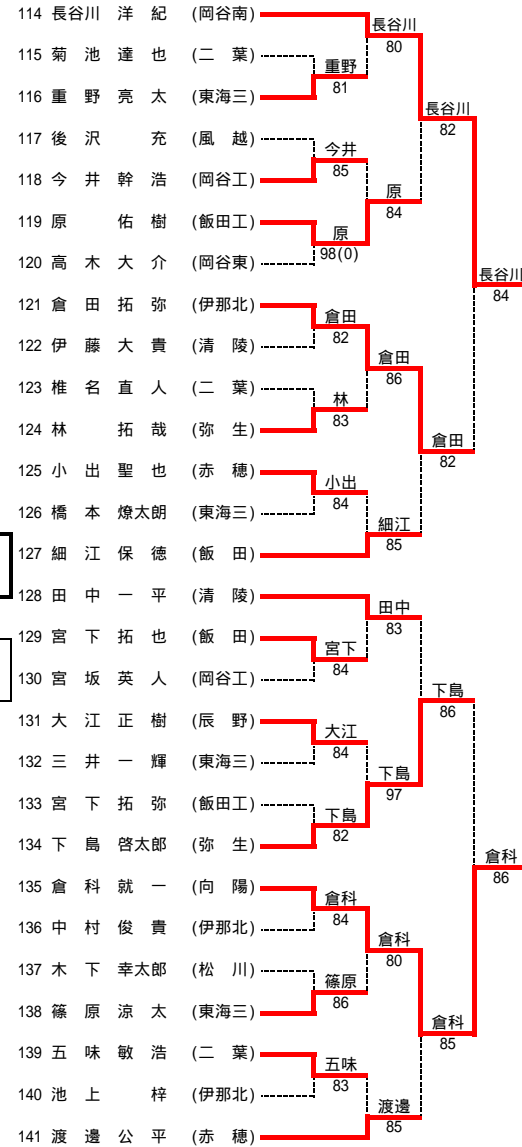 114 長谷川 洋 紀 (岡谷南)
115 菊 池 達 也 (二 葉)
116 重 野 亮 太 (東海三)
117 後 沢 充 (風 越)
118 今 井 幹 浩 (岡谷工)
119 原 佑 樹 (飯田工)
120 高 木 大 介 (岡谷東)
121 倉 田 拓 弥 (伊那北)
122 伊 藤 大 貴 (清 陵)
123 椎 名 直 人 (二 葉)
124 林 拓 哉 (弥 生)
125 小 出 聖 也 (赤 穂)
126 橋 本 燎太朗 (東海三)
127 細 江 保 徳 (飯 田)
128 田 中 一 平 (清 陵)
129 宮 下 拓 也 (飯 田)
130 宮 坂 英 人 (岡谷工)
131 大 江 正 樹 (辰 野)
132 三 井 一 輝 (東海三)
133 宮 下 拓 弥 (飯田工)
134 下 島 啓太郎 (弥 生)
135 倉 科 就 一 (向 陽)
136 中 村 俊 貴 (伊那北)
137 木 下 幸太郎 (松 川)
138 篠 原 涼 太 (東海三)
139 五 味 敏 浩 (二 葉)
140 池 上 梓 (伊那北)
141 渡 邊 公 平 (赤 穂)
重野
81
今井
85
原
98(0)
倉田
82
林
83
小出
84
宮下
84
大江
84
下島
82
倉科
84
篠原
86
五味
83
長谷川
80
原
84
倉田
86
細江
85
田中
83
下島
97
倉科
80
渡邊
85
長谷川
82
倉田
82
下島
86
倉科
85
長谷川
84
倉科
86